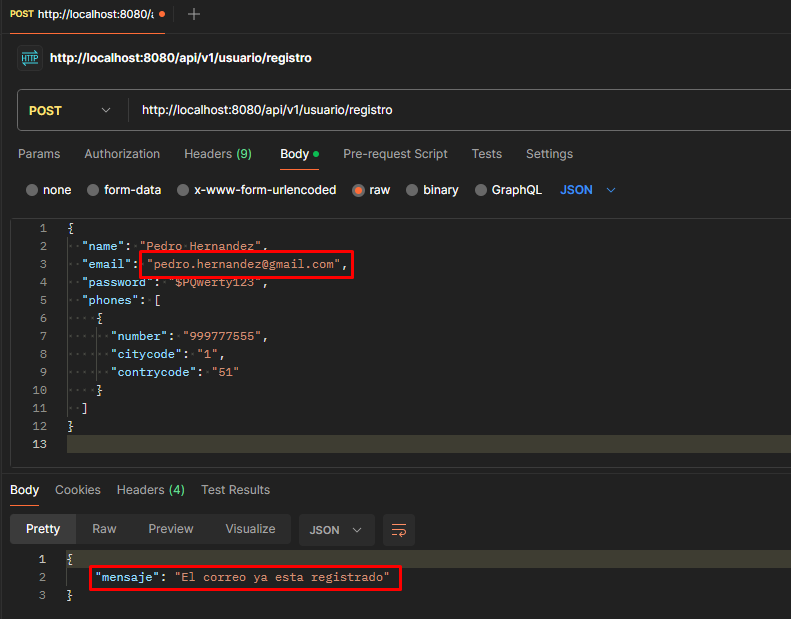 POST http://localhost:8080/a
HTTP http://localhost:8080/api/v1/usuario/registro
POST http://localhost:8080/api/v1/usuario/registro
Params Authorization Headers (9) Body Pre-request Script Tests Settings
none form-data x-www-form-urlencoded raw binary GraphQL JSON
1 {
2 "name": "Pedro Hernandez",
3 "email": "pedro.hernandez@gmail.com",
4 "password": "$PQwerty123",
5 "phones": [
6 {
7 "number": "999777555",
8 "citycode": "1",
9 "contrycode": "51"
10 }
11 ]
12 }
13
Body Cookies Headers (4) Test Results
Pretty Raw Preview Visualize JSON
1 {
2 "mensaje": "El correo ya esta registrado"
3 }